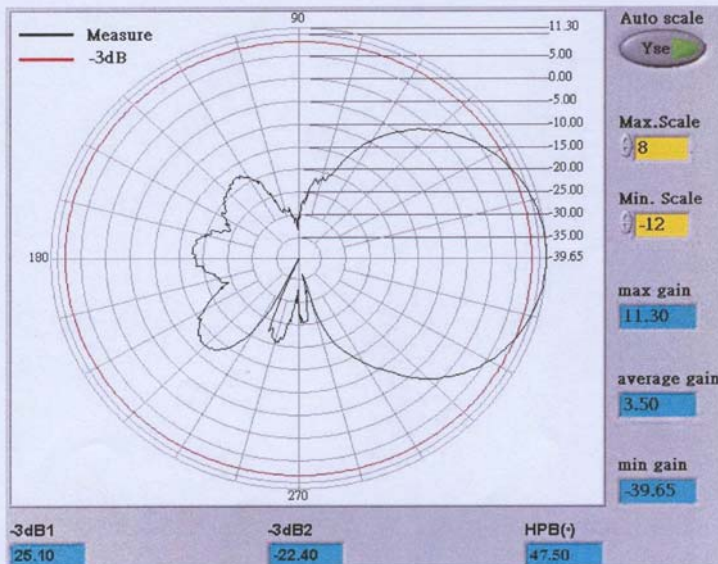 90
Measure
-3dB
11.30
5.00
0.00
-5.00
-10.00
-15.00
-20.00
-25.00
-30.00
-35.00
-39.65
180
270
Auto scale
Yse
Max.Scale
8
Min. Scale
-12
max gain
11.30
average gain
3.50
min gain
-39.65
-3dB1
25.10
-3dB2
-22.40
HPB(·)
47.50